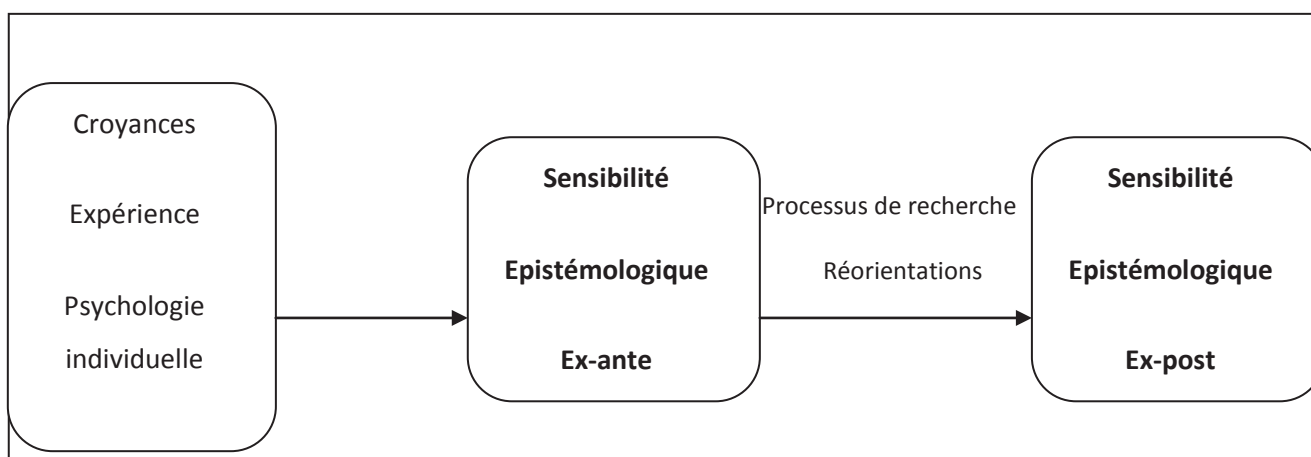 Croyances
Expérience
Psychologie
individuelle
Sensibilité
Epistémologique
Ex-ante
Processus de recherche
Réorientations
Sensibilité
Epistémologique
Ex-post